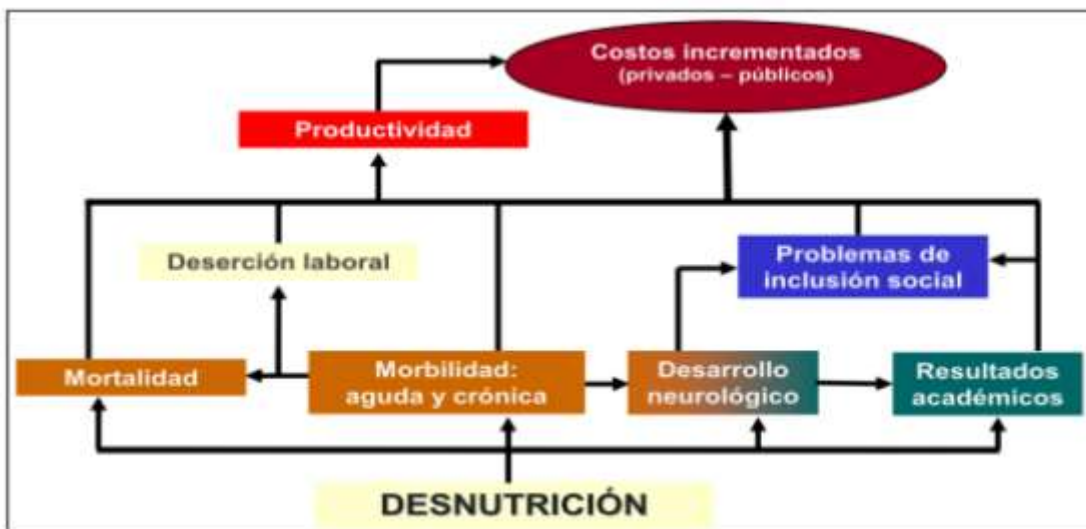 Costos incrementados
(privados – públicos)
Productividad
Deserción laboral
Problemas de
inclusión social
Mortalidad
Morbilidad:
aguda y crónica
Desarrollo
neurológico
Resultados
académicos
DESNUTRICIÓN